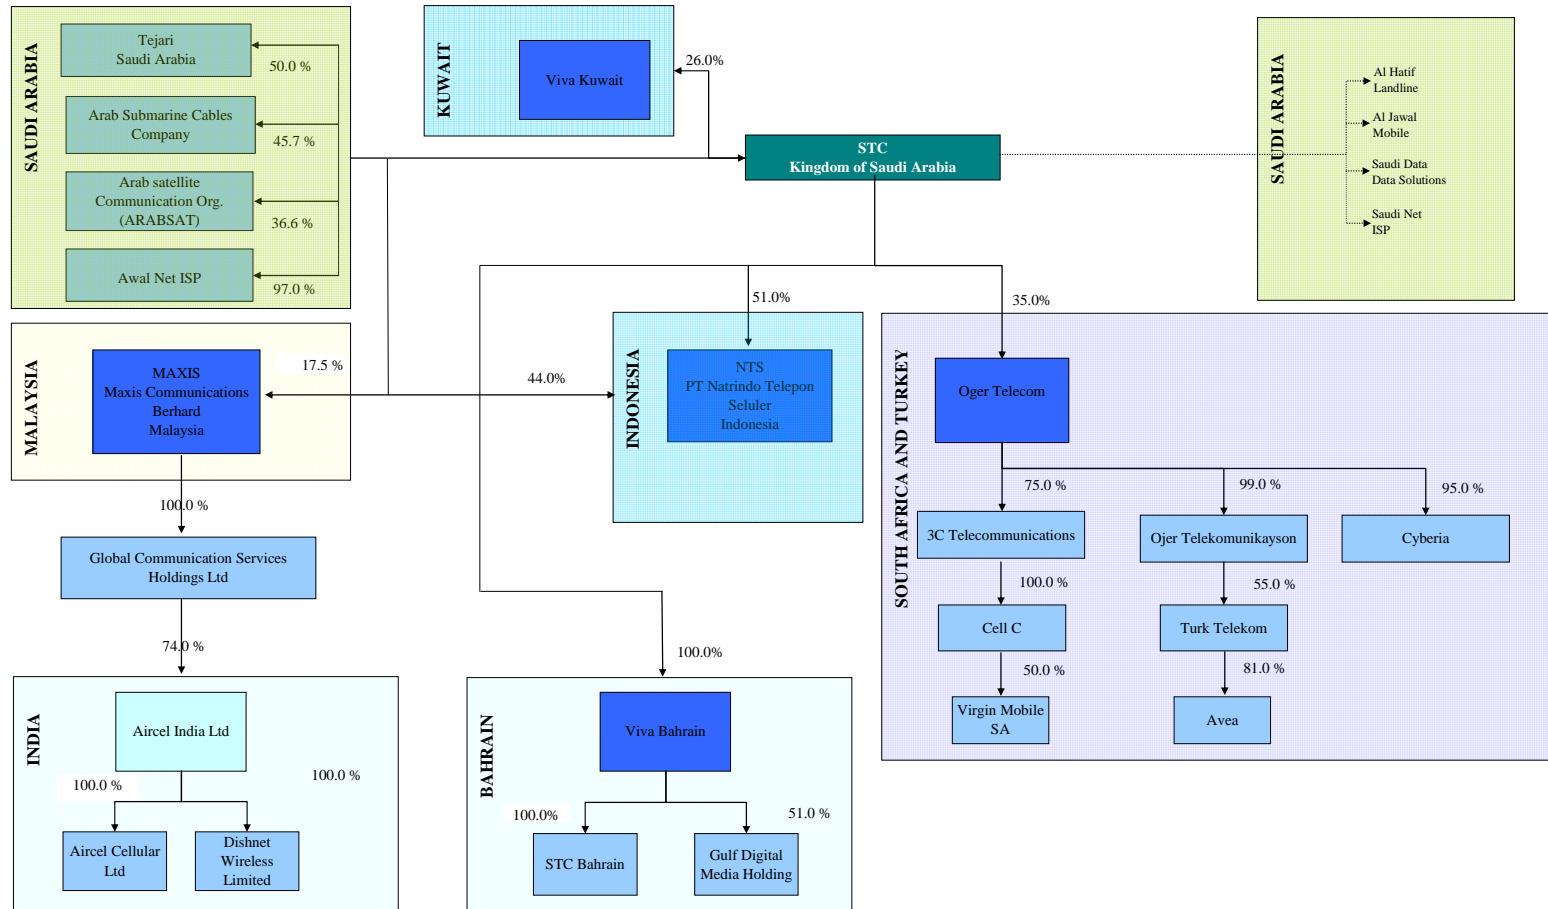 SAUDI ARABIA
Tejari
Saudi Arabia
50.0 %
Arab Submarine Cables
Company
45.7 %
Arab satellite
Communication Org.
(ARABSAT)
36.6 %
Awal Net ISP
97.0 %
KUWAIT
Viva Kuwait
26.0%
STC
Kingdom of Saudi Arabia
SAUDI ARABIA
Al Hatif
Landline
Al Jawal
Mobile
Saudi Data
Data Solutions
Saudi Net
ISP
MALAYSIA
MAXIS
Maxis Communications
Berhard
Malaysia
17.5 %
44.0%
51.0%
INDONESIA
NTS
PT Natrindo Telepon
Seluler
Indonesia
35.0%
SOUTH AFRICA AND TURKEY
Oger Telecom
75.0 %
99.0 %
95.0 %
3C Telecommunications
Ojer Telekomunikayson
Cyberia
100.0 %
55.0 %
Cell C
Turk Telekom
50.0 %
81.0 %
Virgin Mobile
SA
Avea
100.0 %
Global Communication Services
Holdings Ltd
74.0 %
INDIA
Aircel India Ltd
100.0 %
100.0 %
Aircel Cellular
Ltd
Dishnet
Wireless
Limited
100.0%
BAHRAIN
Viva Bahrain
100.0%
51.0 %
STC Bahrain
Gulf Digital
Media Holding